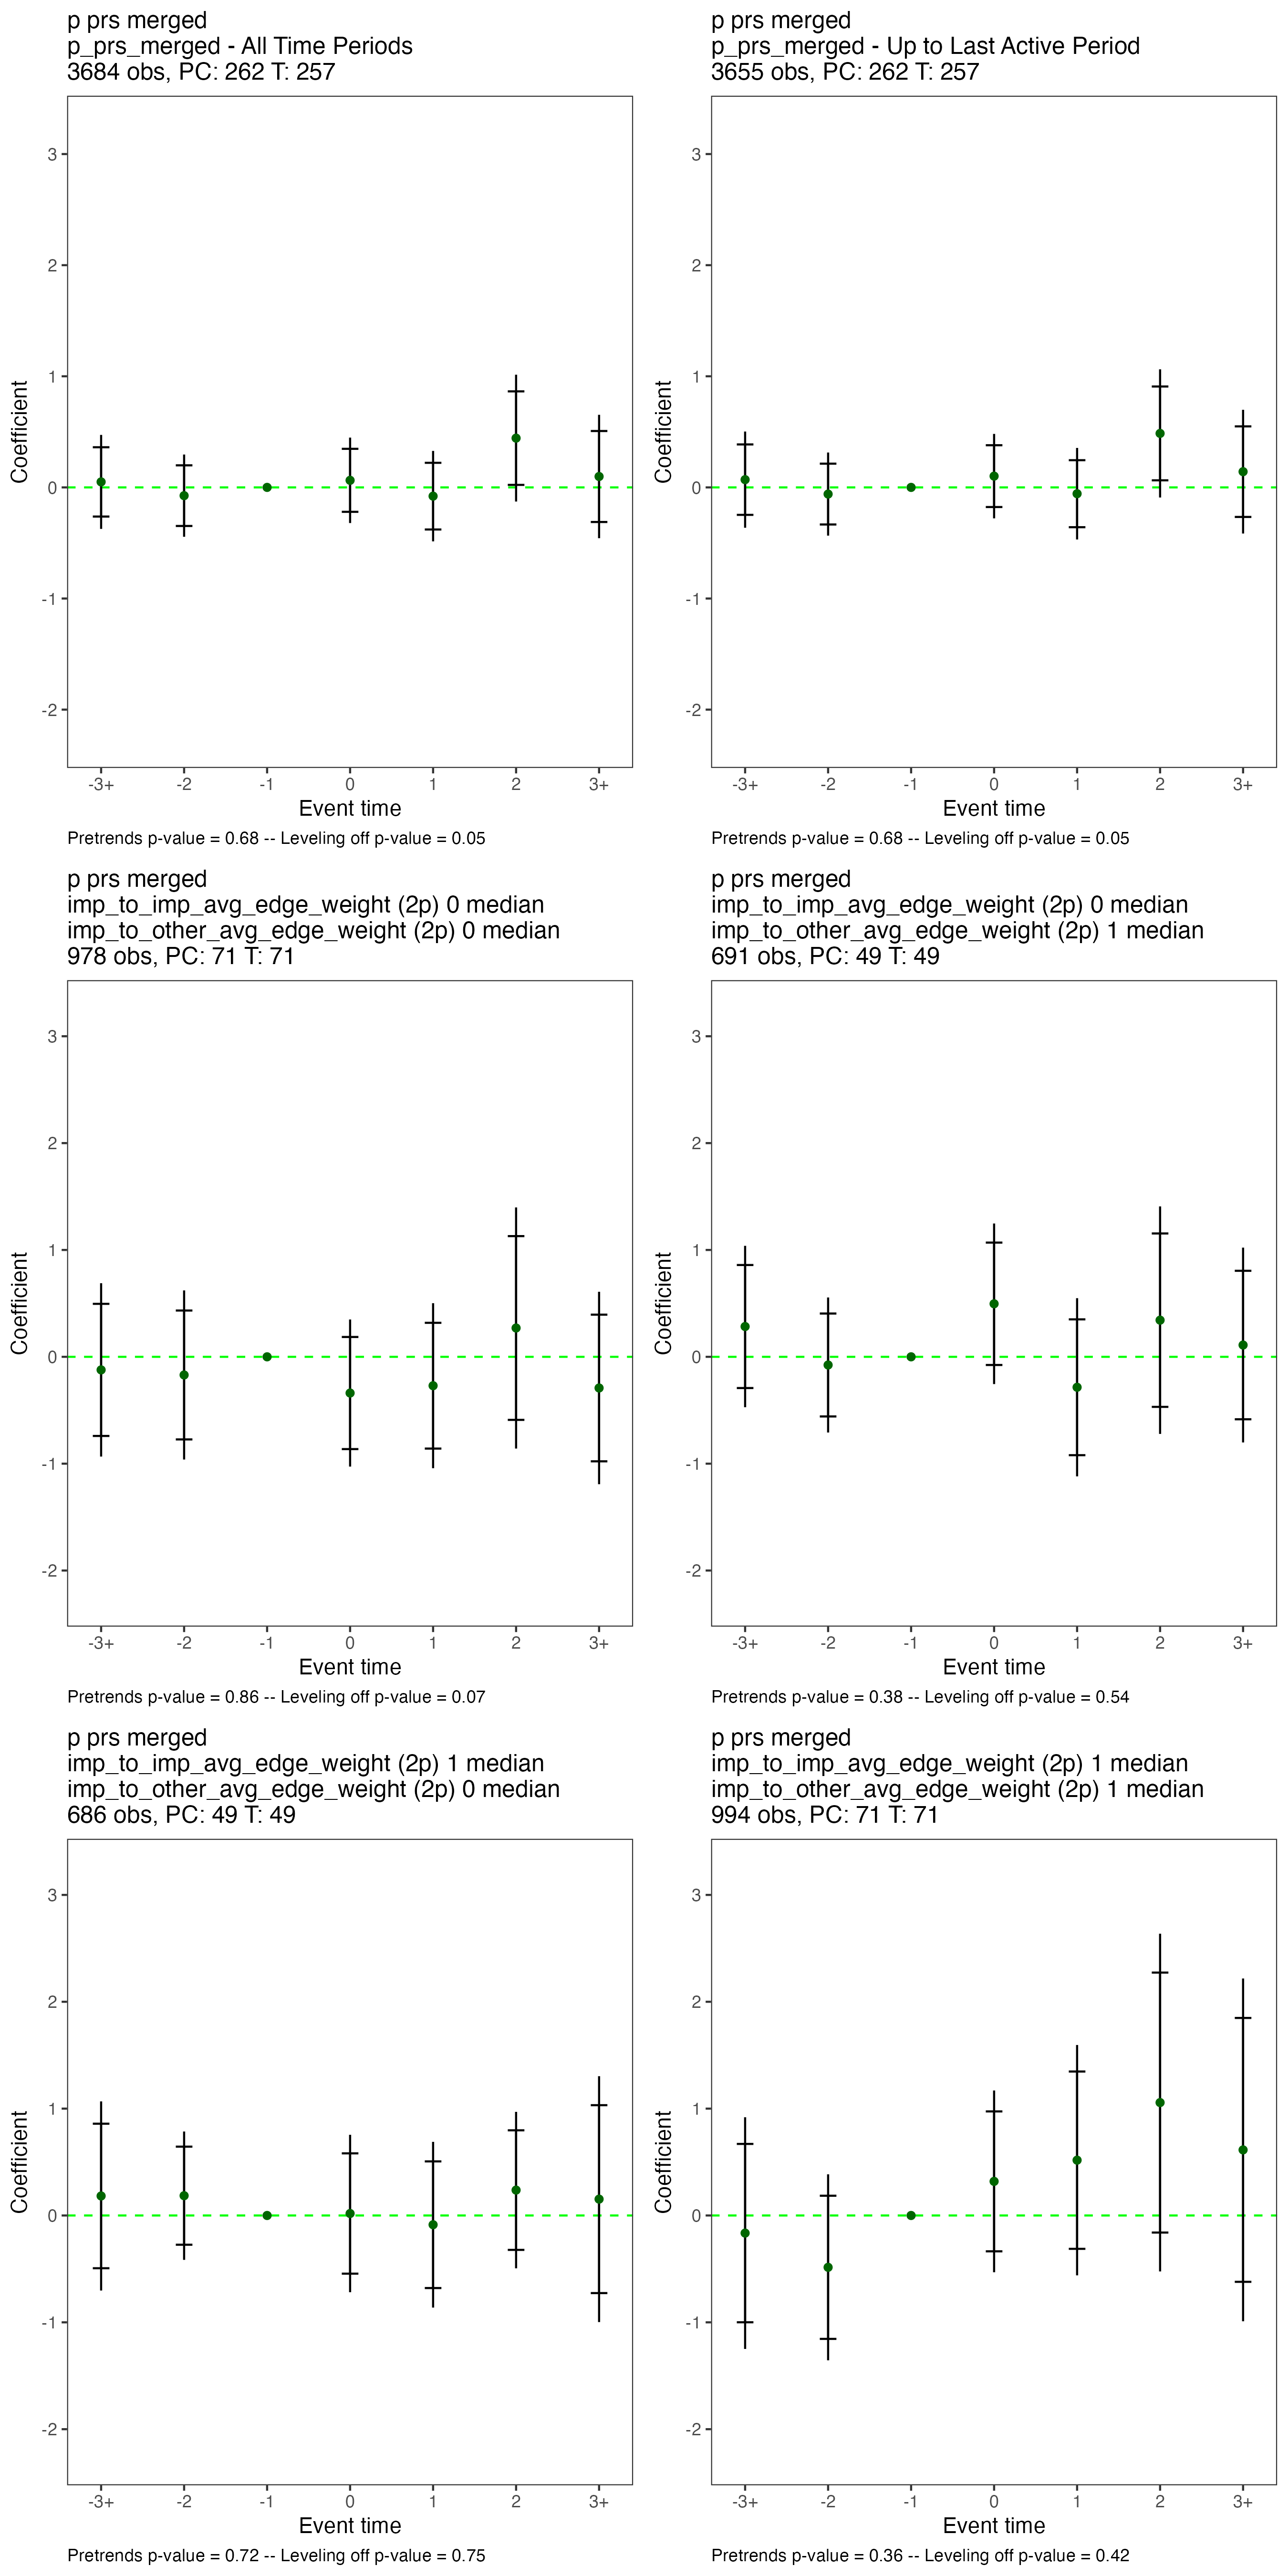 p prs merged
p_prs_merged - All Time Periods
3684 obs, PC: 262 T: 257
3
2
1
0
-1
-2
Coefficient
-3+ -2 -1 0 1 2 3+
Event time
Pretrends p-value = 0.68 -- Leveling off p-value = 0.05
p prs merged
p_prs_merged - Up to Last Active Period
3655 obs, PC: 262 T: 257
3
2
1
0
-1
-2
Coefficient
-3+ -2 -1 0 1 2 3+
Event time
Pretrends p-value = 0.68 -- Leveling off p-value = 0.05
p prs merged
imp_to_imp_avg_edge_weight (2p) 0 median
imp_to_other_avg_edge_weight (2p) 0 median
978 obs, PC: 71 T: 71
3
2
1
0
-1
-2
Coefficient
-3+ -2 -1 0 1 2 3+
Event time
Pretrends p-value = 0.86 -- Leveling off p-value = 0.07
p prs merged
imp_to_imp_avg_edge_weight (2p) 0 median
imp_to_other_avg_edge_weight (2p) 1 median
691 obs, PC: 49 T: 49
3
2
1
0
-1
-2
Coefficient
-3+ -2 -1 0 1 2 3+
Event time
Pretrends p-value = 0.38 -- Leveling off p-value = 0.54
p prs merged
imp_to_imp_avg_edge_weight (2p) 1 median
imp_to_other_avg_edge_weight (2p) 0 median
686 obs, PC: 49 T: 49
3
2
1
0
-1
-2
Coefficient
-3+ -2 -1 0 1 2 3+
Event time
Pretrends p-value = 0.72 -- Leveling off p-value = 0.75
p prs merged
imp_to_imp_avg_edge_weight (2p) 1 median
imp_to_other_avg_edge_weight (2p) 1 median
994 obs, PC: 71 T: 71
3
2
1
0
-1
-2
Coefficient
-3+ -2 -1 0 1 2 3+
Event time
Pretrends p-value = 0.36 -- Leveling off p-value = 0.42